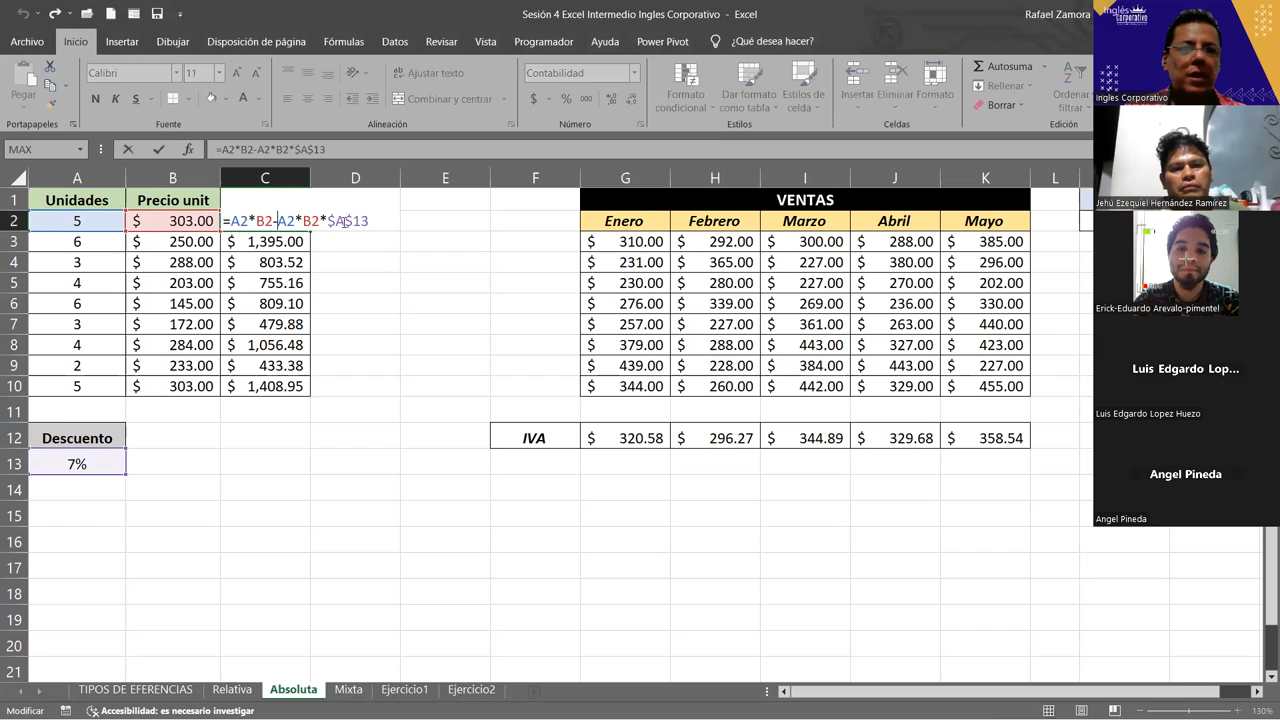 Sesión 4 Excel Intermedio Ingles Corporativo - Excel
Rafael Zamora
Archivo Inicio Insertar Dibujar Disposición de página Fórmulas Datos Revisar Vista Programador Ayuda Power Pivot ¿Qué desea hacer?
Pegar
Calibri 11
N K S
Ajustar texto
Combinar y centrar
Contabilidad
$ % 000
Formato condicional
Dar formato como tabla
Estilos de celda
Insertar Eliminar Formato
Autosuma
Rellenar
Borrar
Ordenar filtrar
Portapapeles Fuente Alineación Número Estilos Celdas Edición
MAX =A2*B2-A2*B2*$A$13
A B C D E F G H I J K L
1 Unidades Precio unit VENTAS
2 5 $ 303.00 =A2*B2-A2*B2*$A$13 Enero Febrero Marzo Abril Mayo
3 6 $ 250.00 $ 1,395.00 $ 310.00 $ 292.00 $ 300.00 $ 288.00 $ 385.00
4 3 $ 288.00 $ 803.52 $ 231.00 $ 365.00 $ 227.00 $ 380.00 $ 296.00
5 4 $ 203.00 $ 755.16 $ 230.00 $ 280.00 $ 227.00 $ 270.00 $ 202.00
6 6 $ 145.00 $ 809.10 $ 276.00 $ 339.00 $ 269.00 $ 236.00 $ 330.00
7 3 $ 172.00 $ 479.88 $ 257.00 $ 227.00 $ 361.00 $ 263.00 $ 440.00
8 4 $ 284.00 $ 1,056.48 $ 379.00 $ 288.00 $ 443.00 $ 327.00 $ 423.00
9 2 $ 233.00 $ 433.38 $ 439.00 $ 228.00 $ 384.00 $ 443.00 $ 227.00
10 5 $ 303.00 $ 1,408.95 $ 344.00 $ 260.00 $ 442.00 $ 329.00 $ 455.00
11
12 Descuento IVA $ 320.58 $ 296.27 $ 344.89 $ 329.68 $ 358.54
13 7%
14
15
16
17
18
19
20
21
TIPOS DE EFERENCIAS Relativa Absoluta Mixta Ejercicio1 Ejercicio2
Modificar Accesibilidad: es necesario investigar 130%
Inglés Corporativo
Ingles Corporativo
Jehú Ezequiel Hernández Ramírez
Erick-Eduardo Arevalo-pimentel
Luis Edgardo Lop...
Luis Edgardo Lopez Huezo
Angel Pineda
Angel Pineda